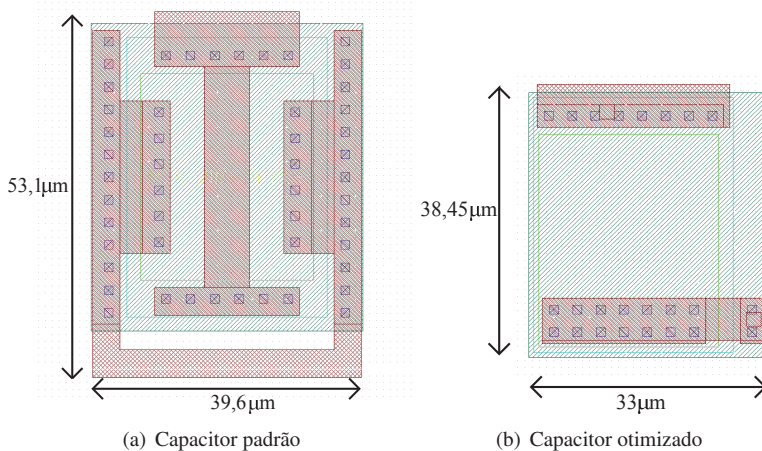 53,1μm
39,6μm
(a) Capacitor padrão
38,45μm
33μm
(b) Capacitor otimizado